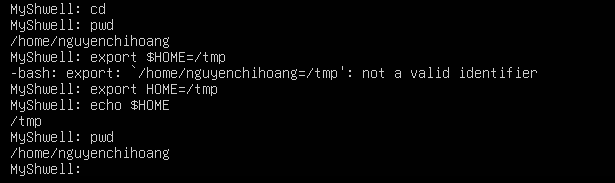 MyShwell: cd
MyShwell: pwd
/home/nguyenchihoang
MyShwell: export $HOME=/tmp
-bash: export: `/home/nguyenchihoang=/tmp': not a valid identifier
MyShwell: export HOME=/tmp
MyShwell: echo $HOME
/tmp
MyShwell: pwd
/home/nguyenchihoang
MyShwell: